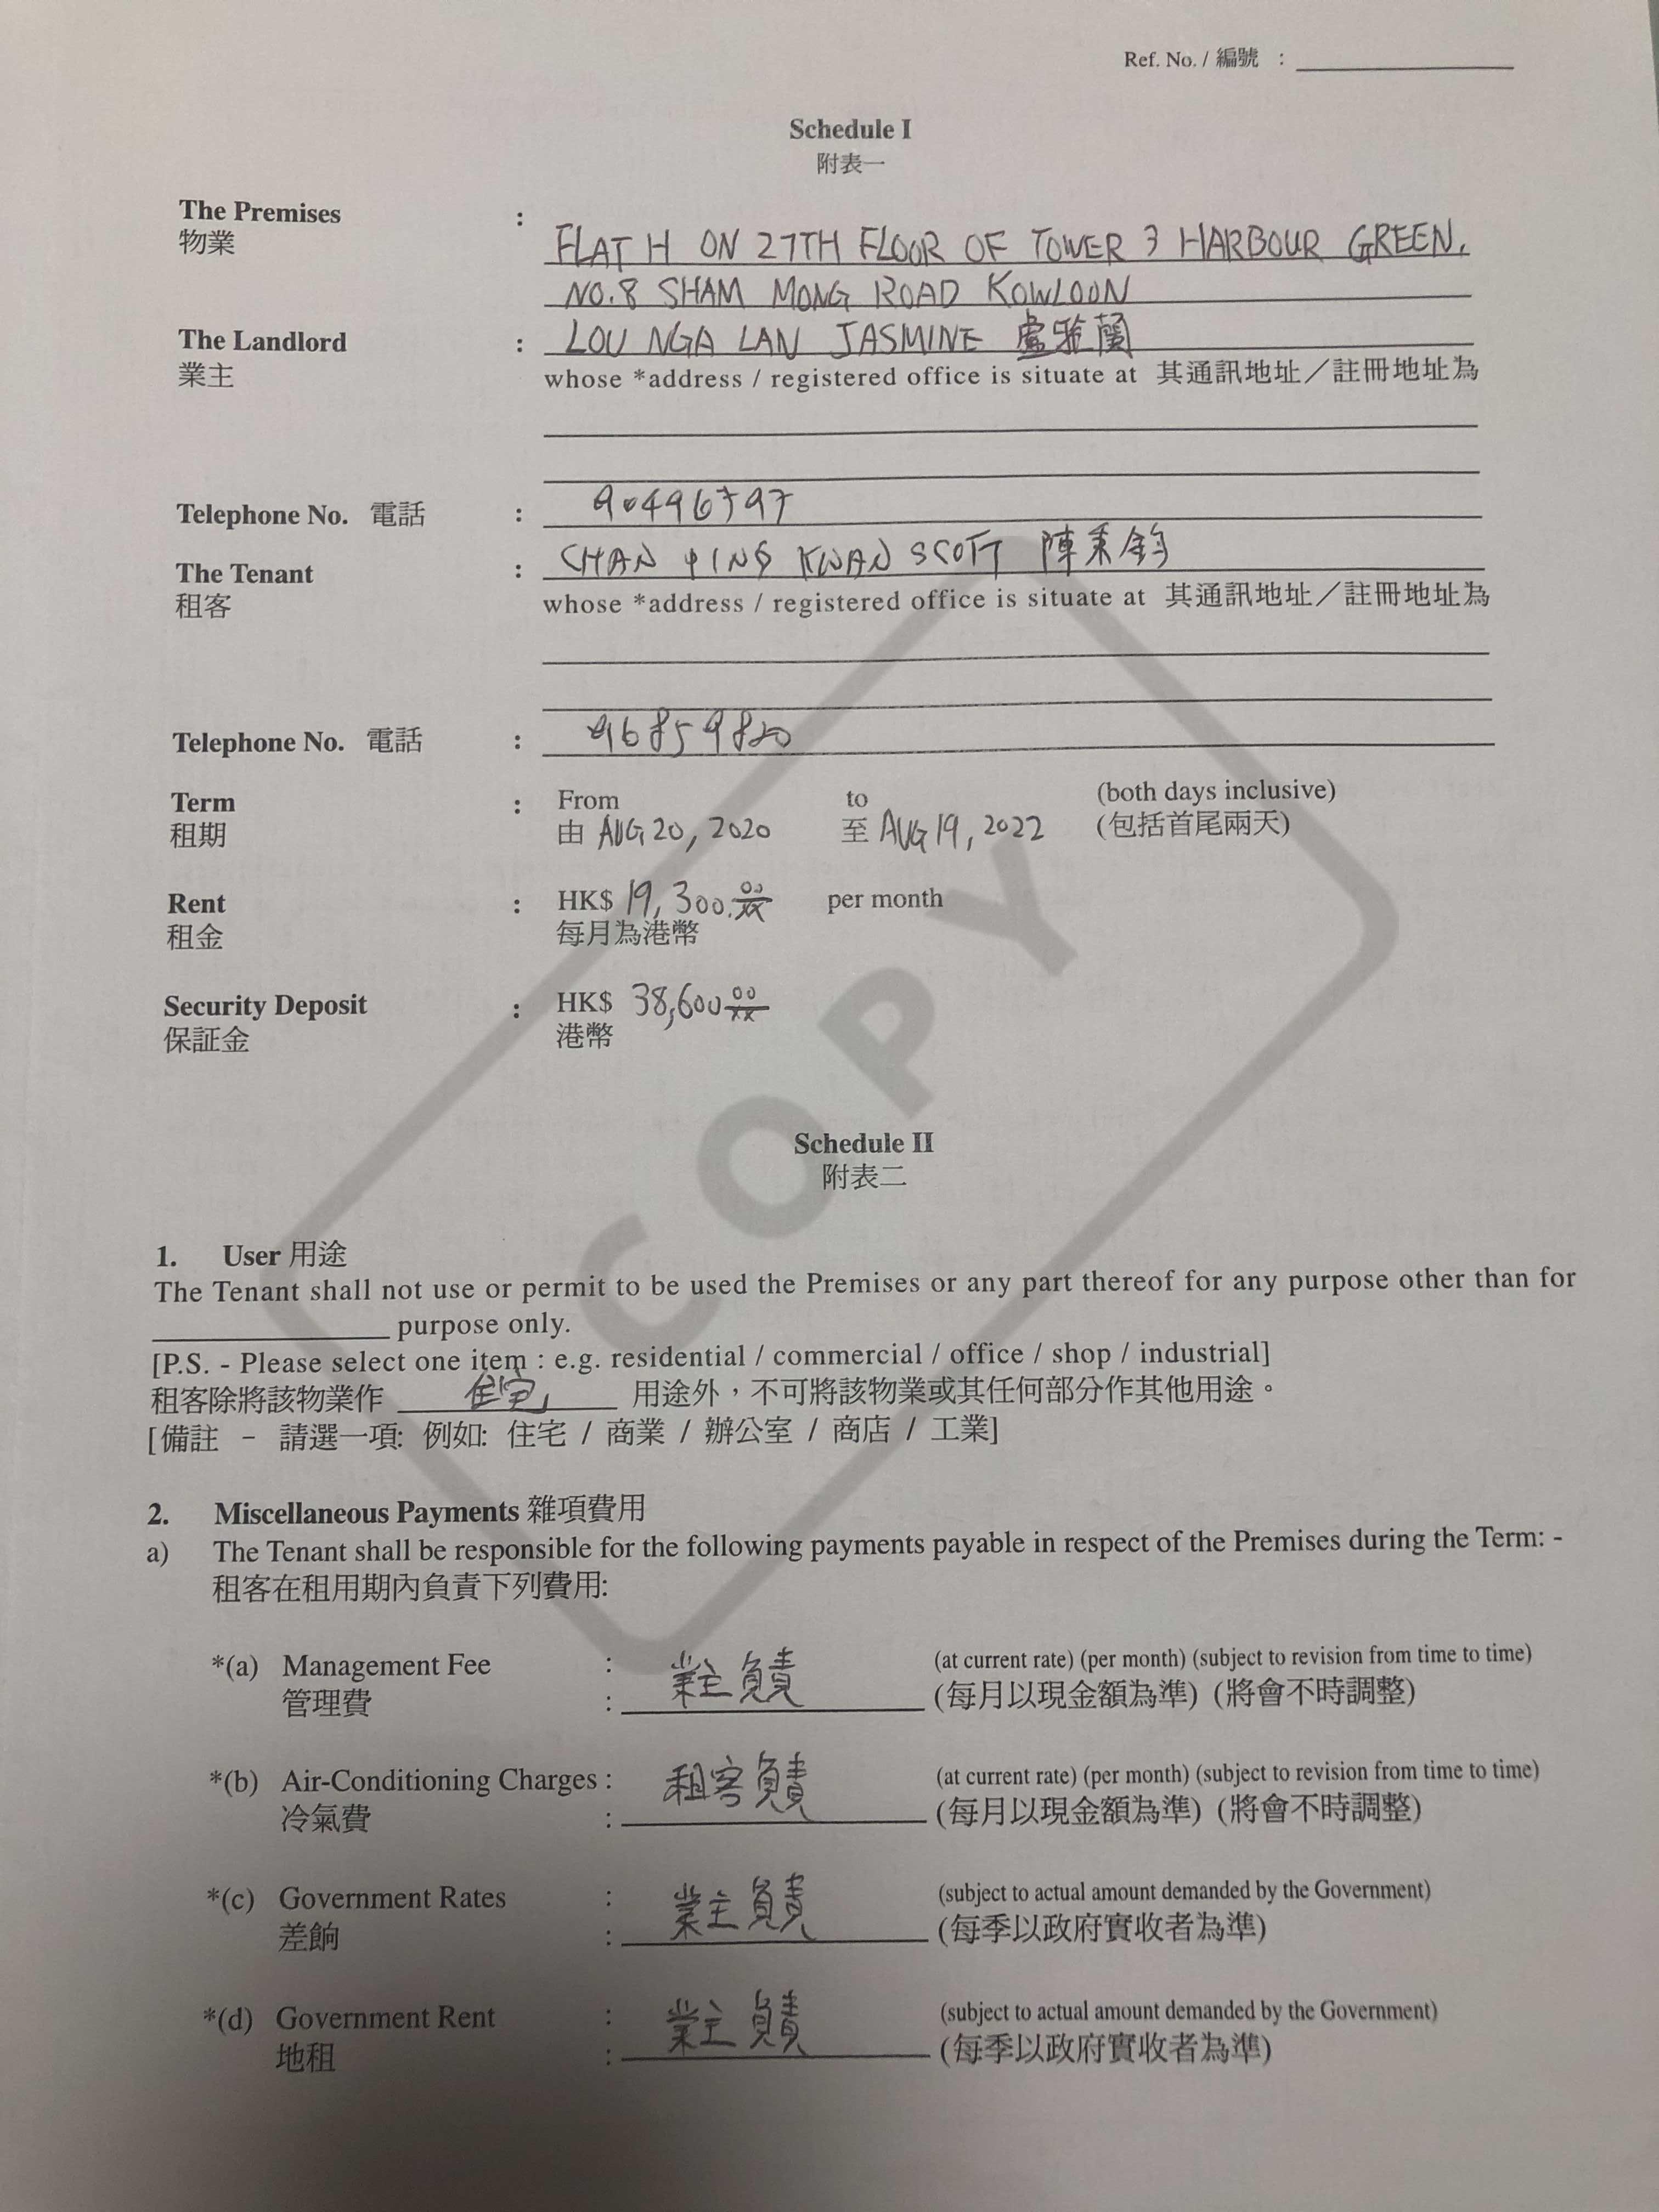 Ref. No. / 編號 :
Schedule I
附表一
The Premises :
物業
FLAT H ON 27TH FLOOR OF TOWER 3 HARBOUR GREEN,
NO.8 SHAM MONG ROAD KOWLOON
The Landlord : LOU NGA LAN JASMINE 盧雅蘭
業主 whose *address / registered office is situate at 其通訊地址／註冊地址為
Telephone No. 電話 :
The Tenant : CHAN PING KWAN SCOTT 陳秉鈞
租客 whose *address / registered office is situate at 其通訊地址／註冊地址為
Telephone No. 電話 : 96859820
Term : From to (both days inclusive)
租期 由 AUG 20, 2020 至 AUG 19, 2022 (包括首尾兩天)
Rent : HK$ 19,300.00/xx per month
租金 每月為港幣
Security Deposit : HK$ 38,600 00/xx
保証金 港幣
COPY
Schedule II
附表二
1. User 用途
The Tenant shall not use or permit to be used the Premises or any part thereof for any purpose other than for
purpose only.
[P.S. - Please select one item : e.g. residential / commercial / office / shop / industrial]
租客除將該物業作 住宅 用途外，不可將該物業或其任何部分作其他用途。
[備註 – 請選一項: 例如: 住宅 / 商業 / 辦公室 / 商店 / 工業]
2. Miscellaneous Payments 雜項費用
a) The Tenant shall be responsible for the following payments payable in respect of the Premises during the Term: -
租客在租用期內負責下列費用:
*(a) Management Fee : 業主負責 (at current rate) (per month) (subject to revision from time to time)
管理費 : (每月以現金額為準) (將會不時調整)
*(b) Air-Conditioning Charges : 租客負責 (at current rate) (per month) (subject to revision from time to time)
冷氣費 : (每月以現金額為準) (將會不時調整)
*(c) Government Rates : 業主負責 (subject to actual amount demanded by the Government)
差餉 : (每季以政府實收者為準)
*(d) Government Rent : 業主負責 (subject to actual amount demanded by the Government)
地租 : (每季以政府實收者為準)